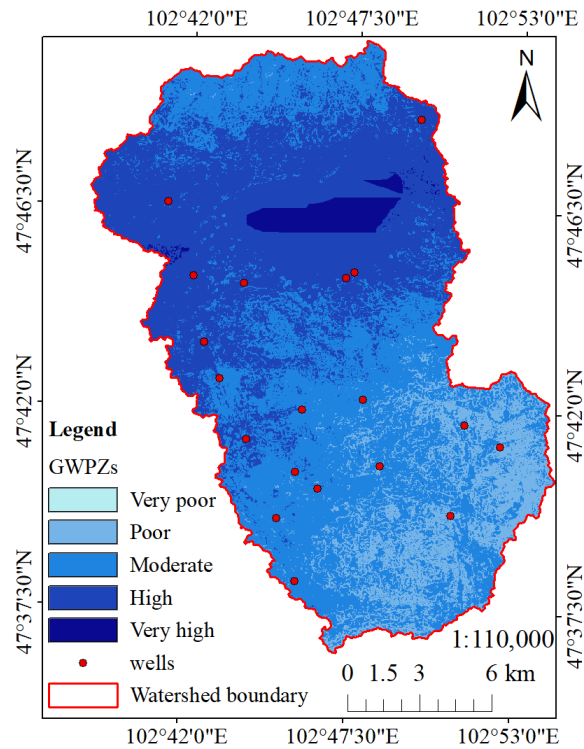 102°42'0"E 102°47'30"E 102°53'0"E
N
47°46'30"N
47°46'30"N
47°42'0"N
47°42'0"N
Legend
GWPZs
Very poor
Poor
Moderate
High
Very high
wells
Watershed boundary
47°37'30"N
47°37'30"N
1:110,000
0 1.5 3 6 km
102°42'0"E 102°47'30"E 102°53'0"E